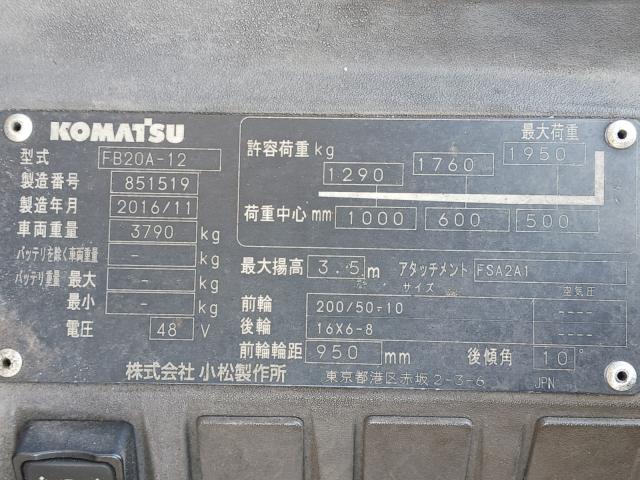 KOMATSU
型式 FB20A-12
製造番号 851519
製造年月 2016/11
車両重量 3790 kg
バッテリを除く車両重量 - kg
バッテリ重量 最大 - kg
最小 - kg
電圧 48 V
最大荷重
許容荷重 kg 1290 1760 1950
荷重中心 mm 1000 600 500
最大揚高 3.5 m アタッチメント FSA2A1
サイズ 空気圧
前輪 200/50-10 ----
後輪 16X6-8 ----
前輪輪距 950 mm 後傾角 10°
株式会社 小松製作所 東京都港区赤坂 2-3-6 JPN